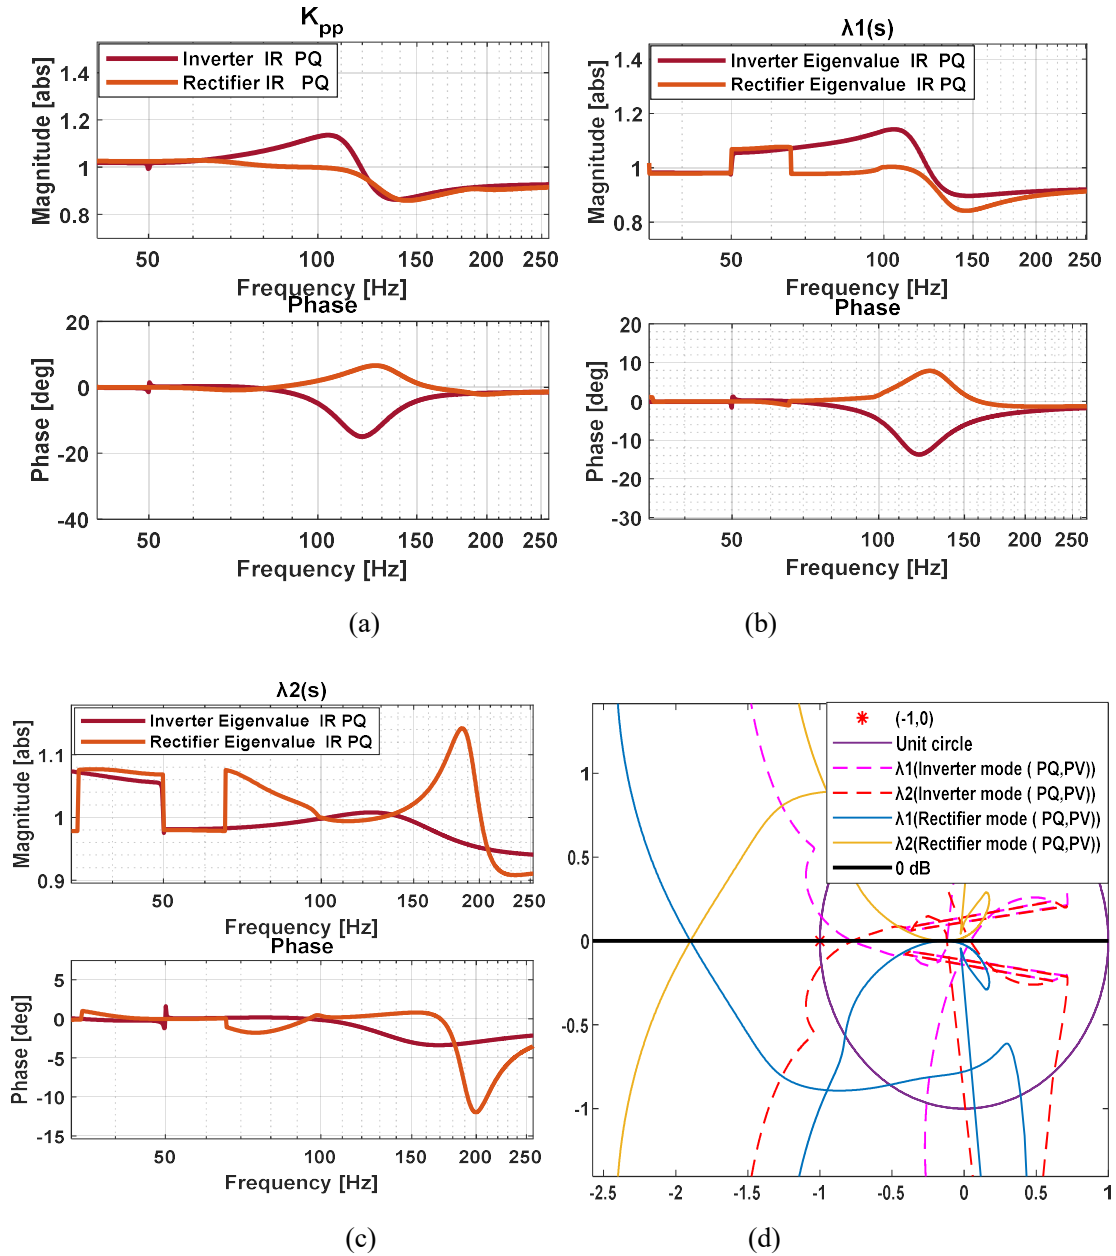 K_pp
Inverter IR PQ
Rectifier IR PQ
Magnitude [abs]
1.4
1.2
1
0.8
50 100 150 200 250
Frequency [Hz]
Phase
Phase [deg]
20
0
-20
-40
50 100 150 200 250
Frequency [Hz]
(a)
λ1(s)
Inverter Eigenvalue IR PQ
Rectifier Eigenvalue IR PQ
Magnitude [abs]
1.4
1.2
1
0.8
50 100 150 200 250
Frequency [Hz]
Phase
Phase [deg]
20
10
0
-10
-20
-30
50 100 150 200 250
Frequency [Hz]
(b)
λ2(s)
Inverter Eigenvalue IR PQ
Rectifier Eigenvalue IR PQ
Magnitude [abs]
1.1
1
0.9
50 100 150 200 250
Frequency [Hz]
Phase
Phase [deg]
5
0
-5
-10
-15
50 100 150 200 250
Frequency [Hz]
(c)
(-1,0)
Unit circle
λ1(Inverter mode ( PQ,PV))
λ2(Inverter mode ( PQ,PV))
λ1(Rectifier mode ( PQ,PV))
λ2(Rectifier mode ( PQ,PV))
0 dB
1
0.5
0
-0.5
-1
-2.5 -2 -1.5 -1 -0.5 0 0.5 1
(d)